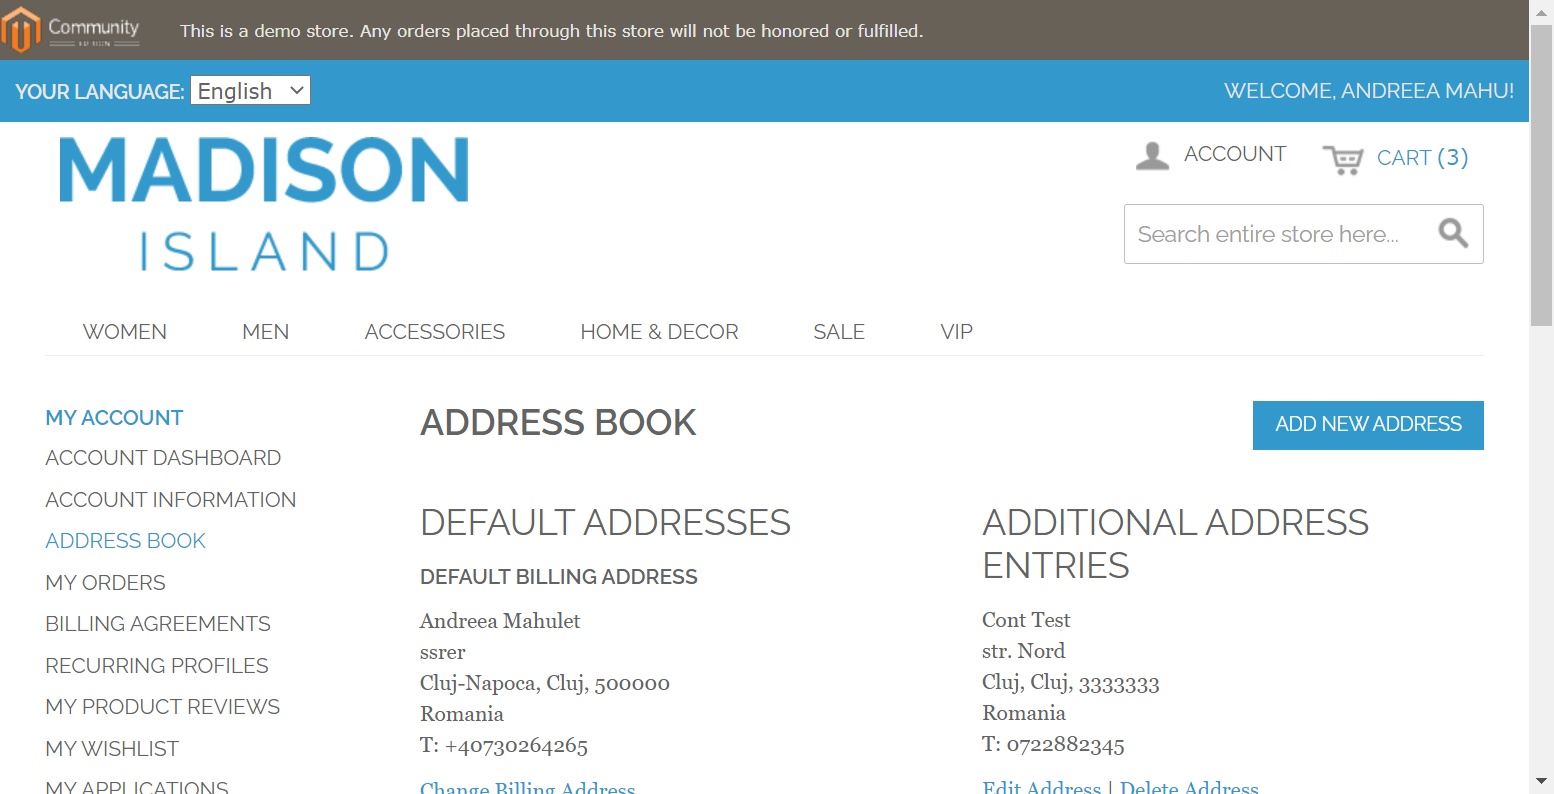 Community
EDITION
This is a demo store. Any orders placed through this store will not be honored or fulfilled.
YOUR LANGUAGE: English
WELCOME, ANDREEA MAHU!
MADISON
ISLAND
ACCOUNT
CART (3)
Search entire store here...
WOMEN
MEN
ACCESSORIES
HOME & DECOR
SALE
VIP
MY ACCOUNT
ACCOUNT DASHBOARD
ACCOUNT INFORMATION
ADDRESS BOOK
MY ORDERS
BILLING AGREEMENTS
RECURRING PROFILES
MY PRODUCT REVIEWS
MY WISHLIST
MY APPLICATIONS
ADDRESS BOOK
ADD NEW ADDRESS
DEFAULT ADDRESSES
DEFAULT BILLING ADDRESS
Andreea Mahulet
ssrer
Cluj-Napoca, Cluj, 500000
Romania
T: +40730264265
Change Billing Address
ADDITIONAL ADDRESS
ENTRIES
Cont Test
str. Nord
Cluj, Cluj, 3333333
Romania
T: 0722882345
Edit Address | Delete Address